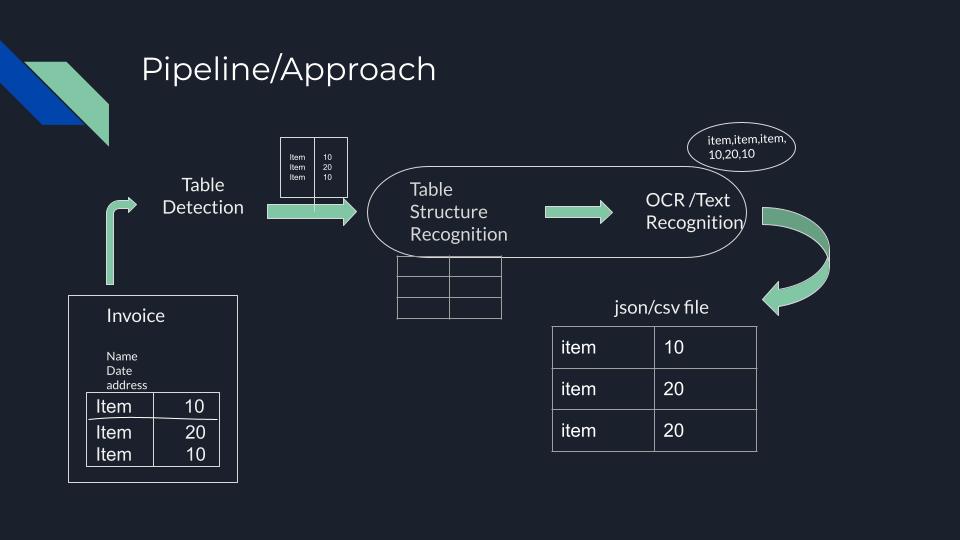 Pipeline/Approach
item,item,item,
10,20,10
Item 10
Item 20
Item 10
Table
Detection
Table
Structure
Recognition
OCR /Text
Recognition
Invoice
Name
Date
address
Item 10
Item 20
Item 10
json/csv file
item 10
item 20
item 20